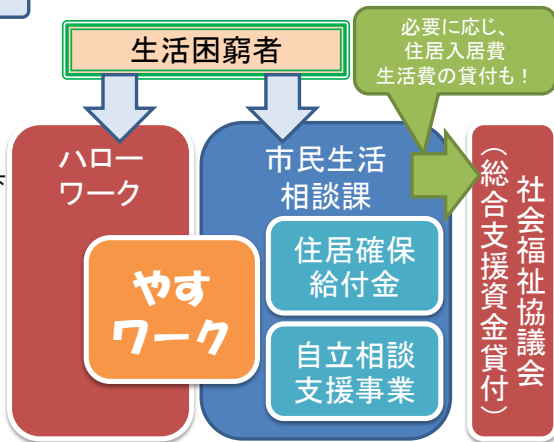 生活困窮者
必要に応じ、
住居入居費
生活費の貸付も！
ハロー
ワーク
市民生活
相談課
やす
ワーク
住居確保
給付金
自立相談
支援事業
社会福祉協議会
（総合支援資金貸付）